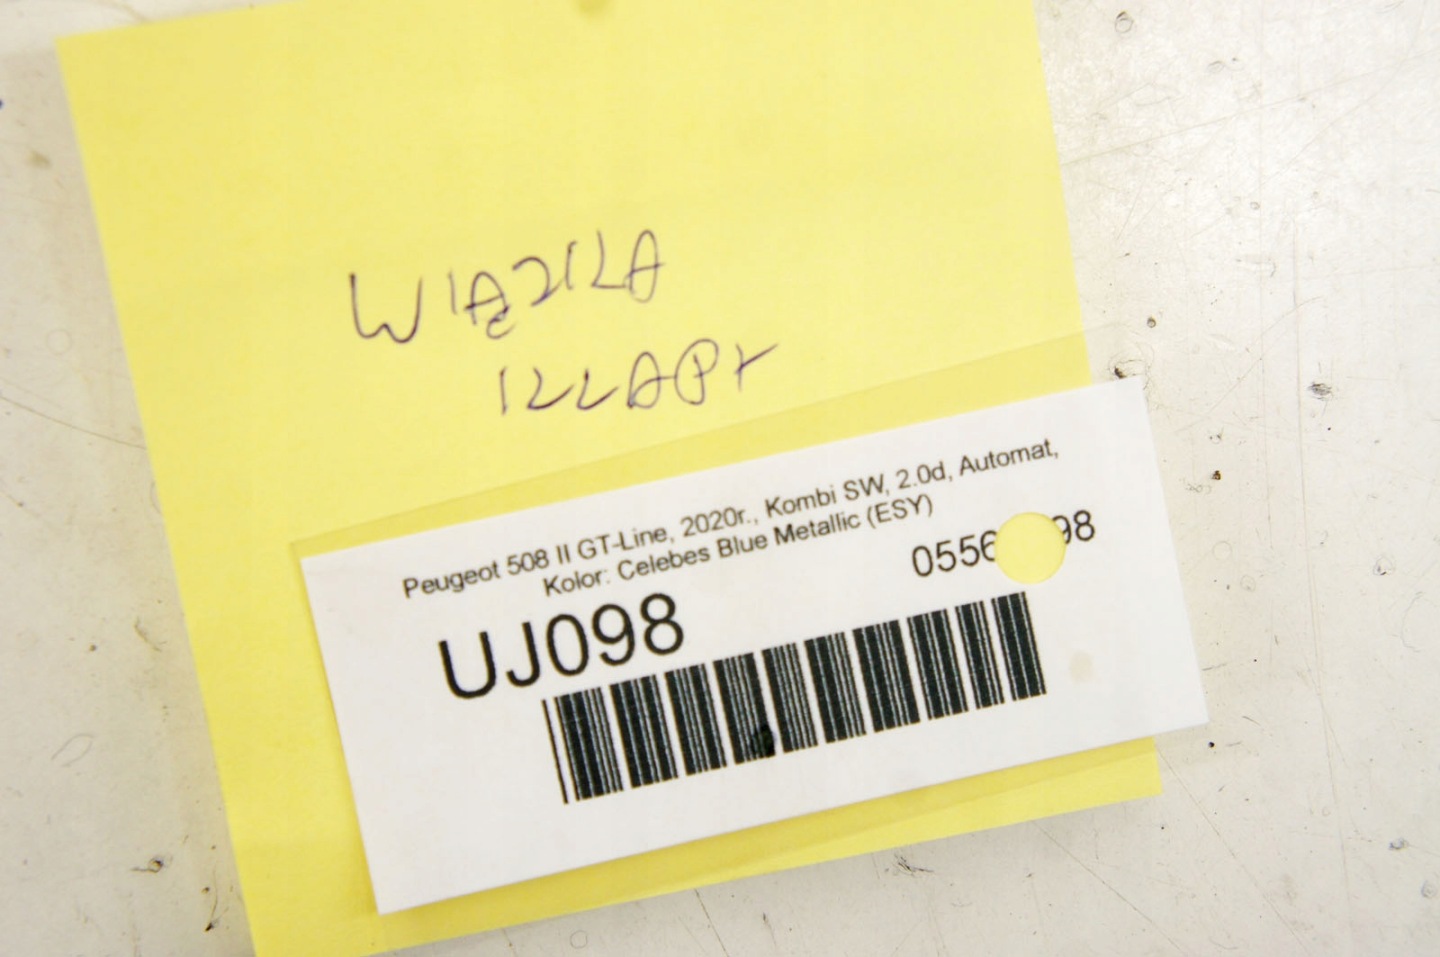 WIĄZKA
KLAPY
Peugeot 508 II GT-Line, 2020r., Kombi SW, 2.0d, Automat,
Kolor: Celebes Blue Metallic (ESY)
UJ098